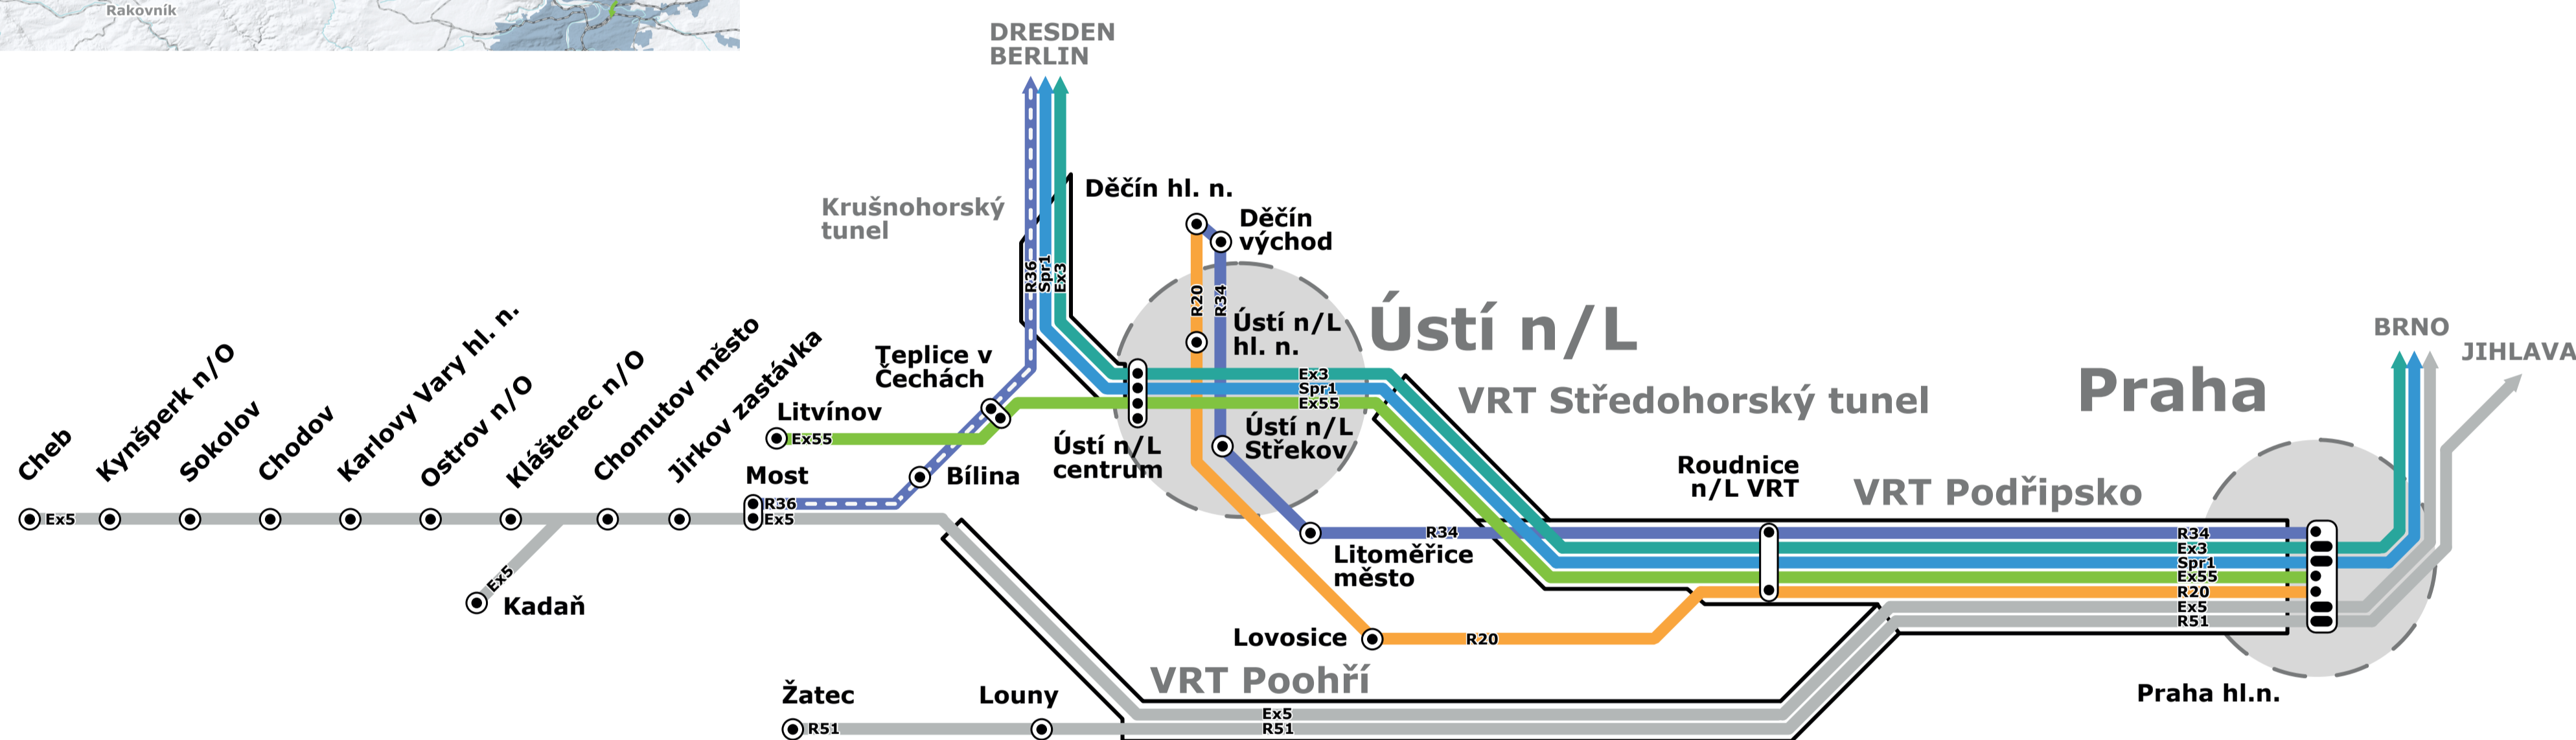 Rakovník
DRESDEN
BERLIN
Krušnohorský
tunel
R36
Spr1
Ex3
Děčín hl. n.
Děčín
východ
R20
R34
Ústí n/L
hl. n.
Ústí n/L
Ex3
Spr1
Ex55
VRT Středohorský tunel
Praha
BRNO
JIHLAVA
Teplice v
Čechách
Litvínov
Ex55
Ústí n/L
centrum
Ústí n/L
Střekov
Bílina
Cheb
Kynšperk n/O
Sokolov
Chodov
Karlovy Vary hl. n.
Ostrov n/O
Klášterec n/O
Chomutov město
Jirkov zastávka
Most
R36
Ex5
Ex5
Ex5
Kadaň
Roudnice
n/L VRT
VRT Podřipsko
R34
Litoměřice
město
R34
Ex3
Spr1
Ex55
R20
Ex5
R51
Lovosice
R20
VRT Poohří
Praha hl.n.
Žatec
R51
Louny
Ex5
R51